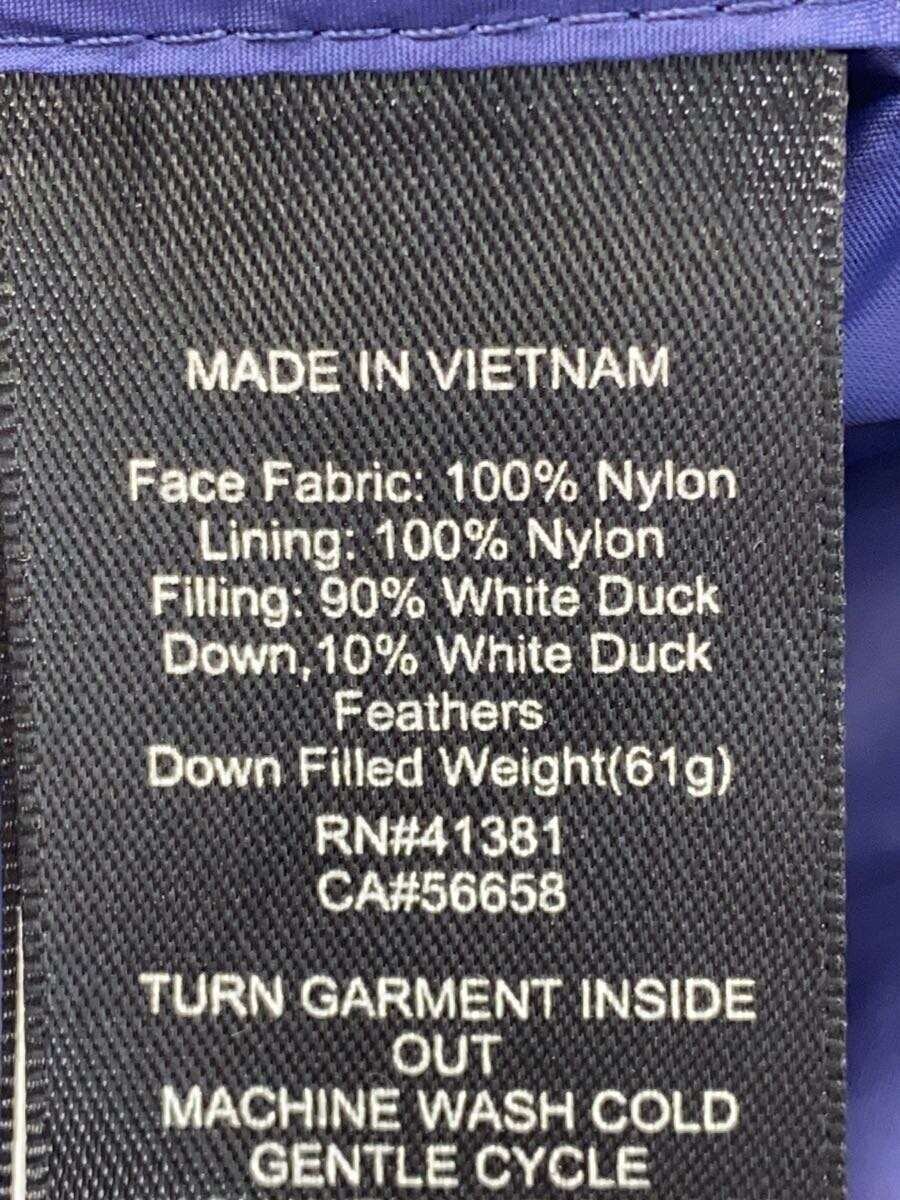 MADE IN VIETNAM
Face Fabric: 100% Nylon
Lining: 100% Nylon
Filling: 90% White Duck
Down,10% White Duck
Feathers
Down Filled Weight(61g)
RN#41381
CA#56658
TURN GARMENT INSIDE
OUT
MACHINE WASH COLD
GENTLE CYCLE